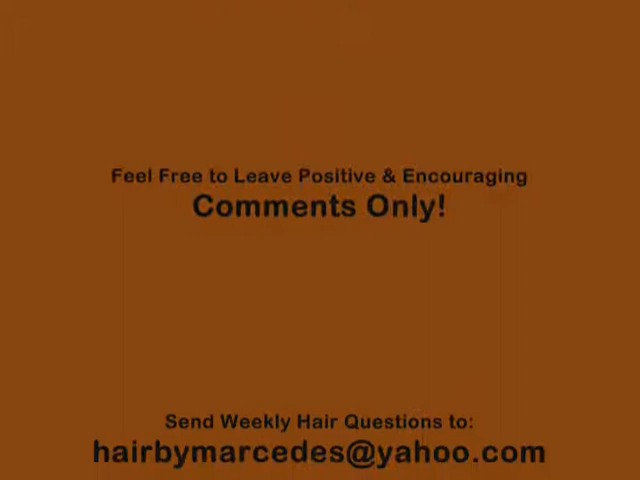 Feel Free to Leave Positive & Encouraging
Comments Only!
Send Weekly Hair Questions to:
hairbymarcedes@yahoo.com